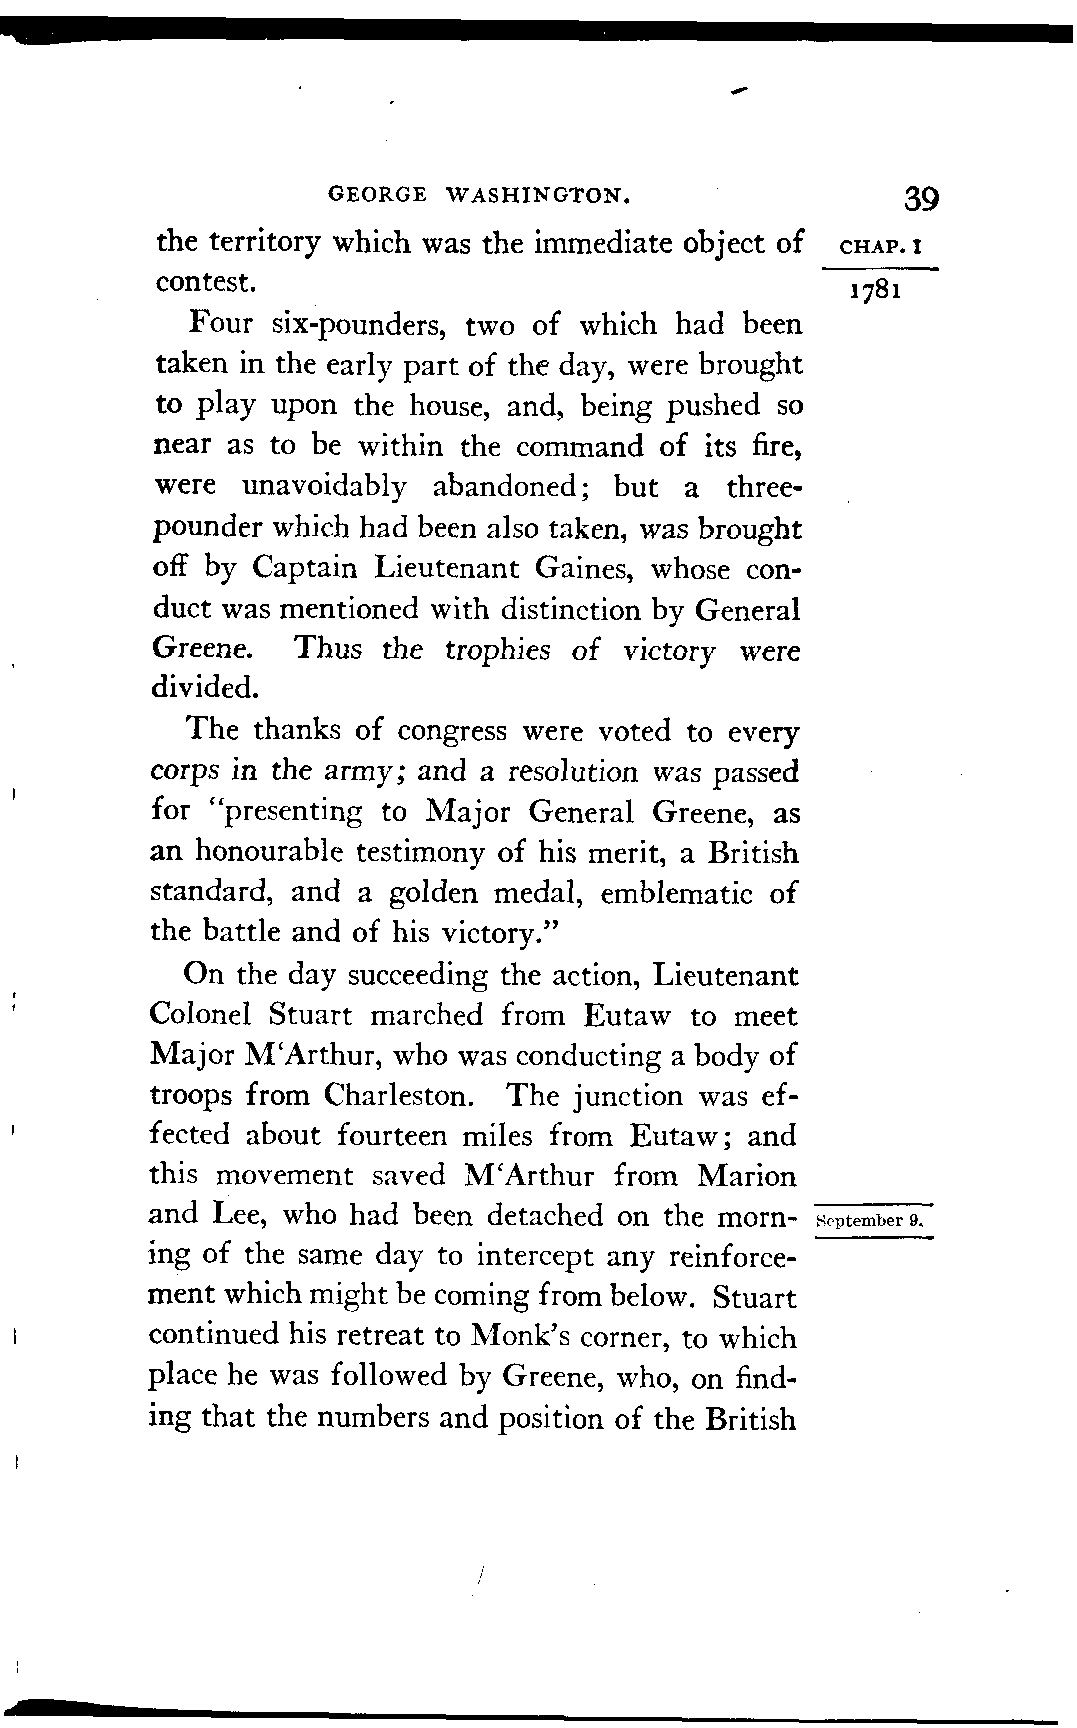 GEORGE WASHINGTON. 39
the territory which was the immediate object of CHAP. I
contest. 1781
Four six-pounders, two of which had been
taken in the early part of the day, were brought
to play upon the house, and, being pushed so
near as to be within the command of its fire,
were unavoidably abandoned; but a three-
pounder which had been also taken, was brought
off by Captain Lieutenant Gaines, whose con-
duct was mentioned with distinction by General
Greene. Thus the trophies of victory were
divided.
The thanks of congress were voted to every
corps in the army; and a resolution was passed
for "presenting to Major General Greene, as
an honourable testimony of his merit, a British
standard, and a golden medal, emblematic of
the battle and of his victory."
On the day succeeding the action, Lieutenant
Colonel Stuart marched from Eutaw to meet
Major M‘Arthur, who was conducting a body of
troops from Charleston. The junction was ef-
fected about fourteen miles from Eutaw; and
this movement saved M‘Arthur from Marion
and Lee, who had been detached on the morn- September 9.
ing of the same day to intercept any reinforce-
ment which might be coming from below. Stuart
continued his retreat to Monk's corner, to which
place he was followed by Greene, who, on find-
ing that the numbers and position of the British